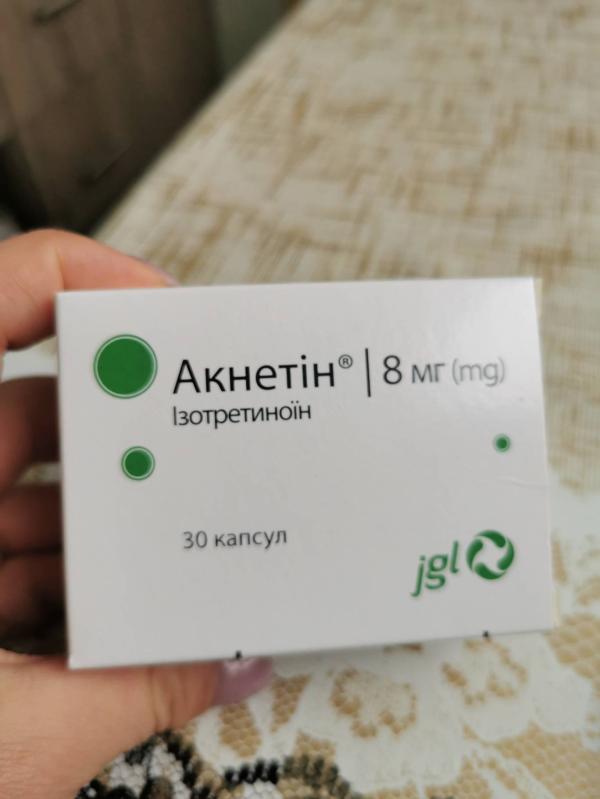 Акнетін® | 8 мг (mg)
Ізотретиноїн
30 капсул
jgl